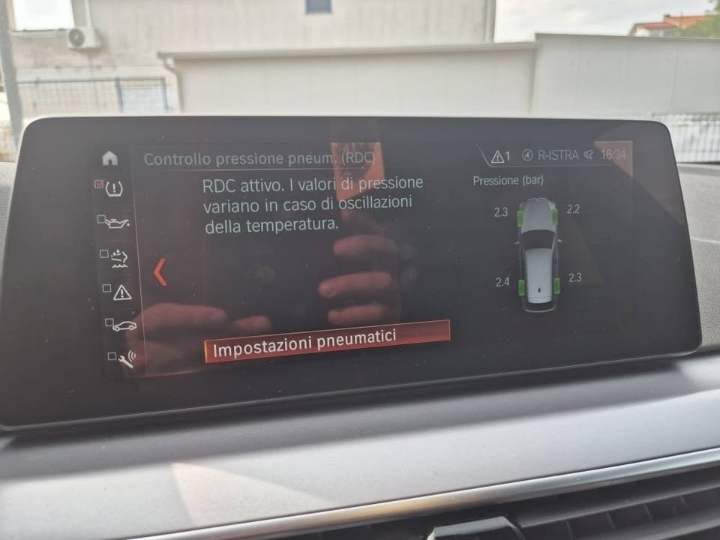 Controllo pressione pneum. (RDC)
1 R-ISTRA 16:34
RDC attivo. I valori di pressione
variano in caso di oscillazioni
della temperatura.
Pressione (bar)
2.3 2.2
2.4 2.3
Impostazioni pneumatici